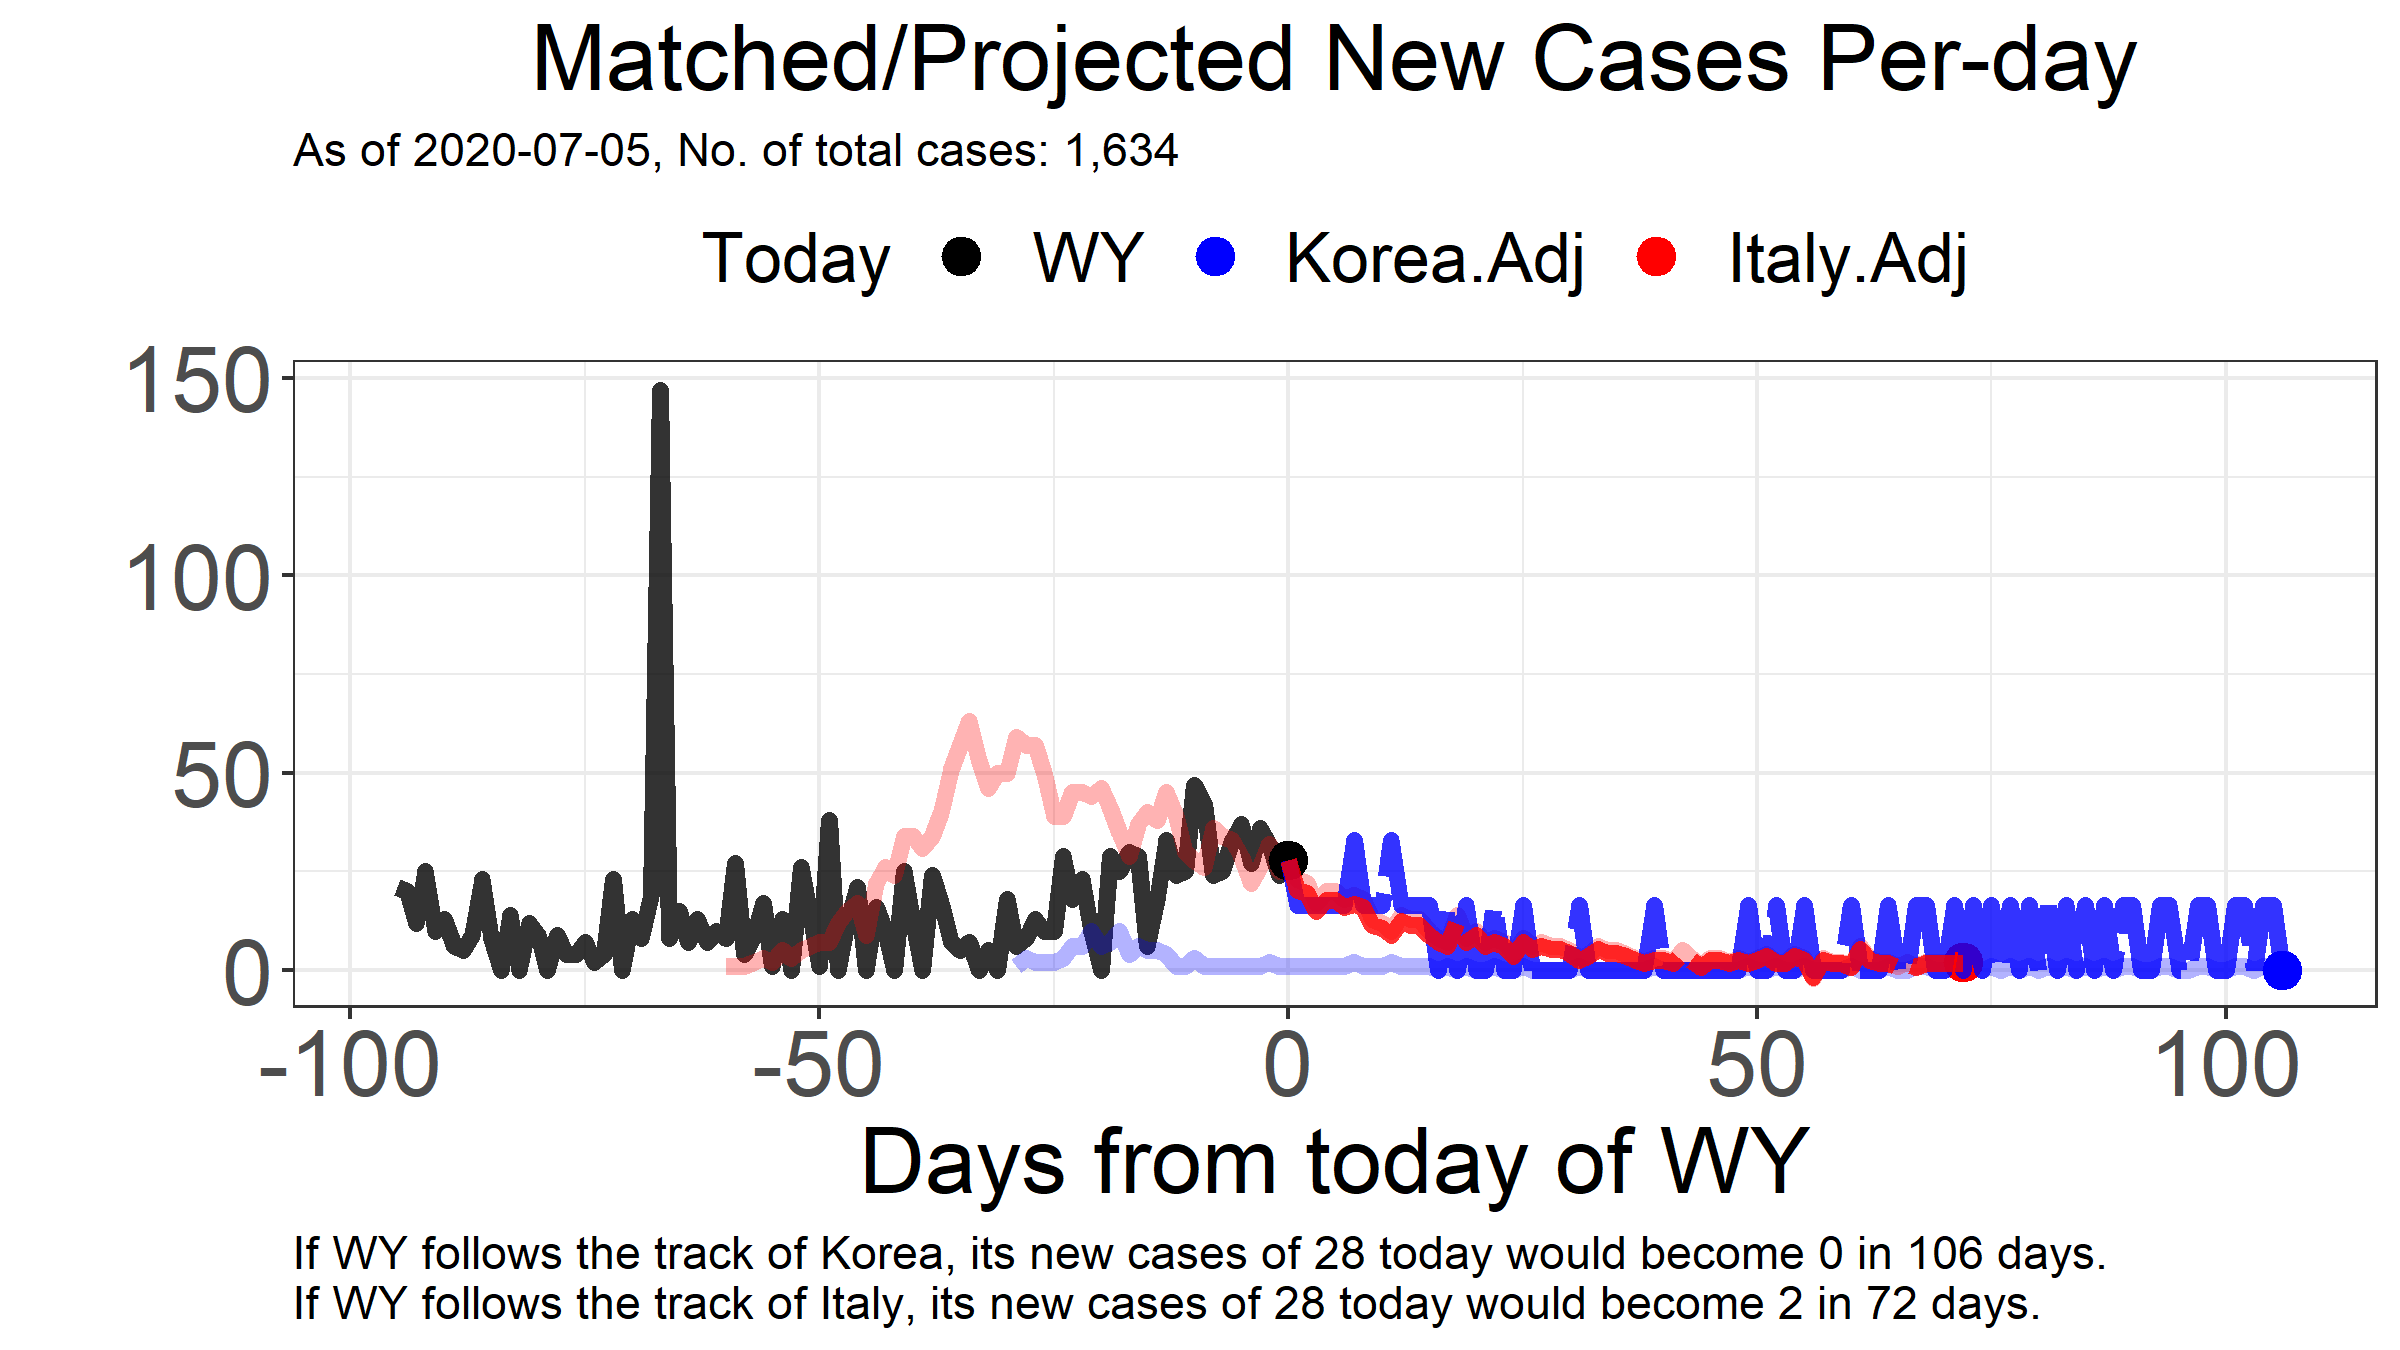 Matched/Projected New Cases Per-day
As of 2020-07-05, No. of total cases: 1,634
Today WY Korea.Adj Italy.Adj
150
100
50
0
-100 -50 0 50 100
Days from today of WY
If WY follows the track of Korea, its new cases of 28 today would become 0 in 106 days.
If WY follows the track of Italy, its new cases of 28 today would become 2 in 72 days.